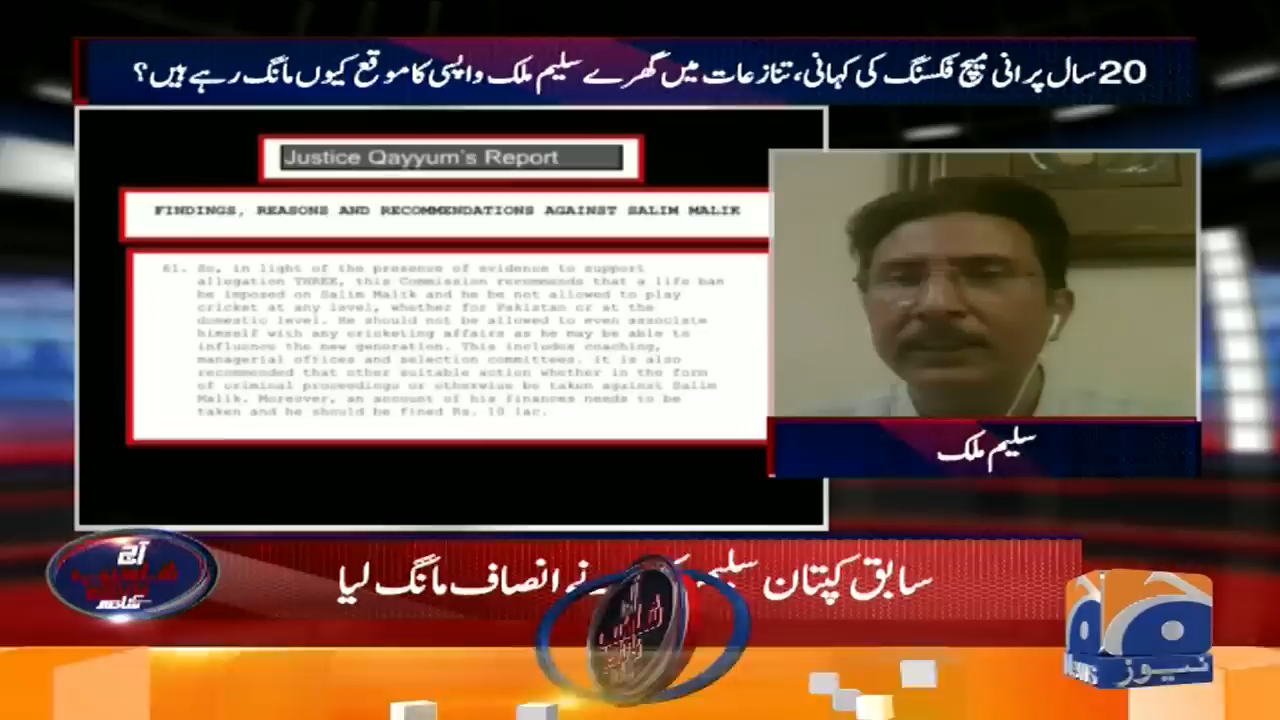 20 سال پرانی میچ فکسنگ کی کہانی، تنازعات میں گھرے سلیم ملک واپسی کا موقع کیوں مانگ رہے ہیں؟
Justice Qayyum's Report
FINDINGS, REASONS AND RECOMMENDATIONS AGAINST SALIM MALIK
61. So, in light of the presence of evidence to support
allegation THREE, this Commission recommends that a life ban
be imposed on Salim Malik and he be not allowed to play
cricket at any level, whether for Pakistan or at the
domestic level. He should not be allowed to even associate
himself with any cricketing affairs as he may be able to
influence the new generation. This includes coaching,
managerial offices and selection committees. It is also
recommended that other suitable action whether in the form
of criminal proceedings or otherwise be taken against Salim
Malik. Moreover, an account of his finances needs to be
taken and he should be fined Rs. 10 lac.
سلیم ملک
سابق کپتان سلیم نے انصاف مانگ لیا
آج
NEWS نیوز